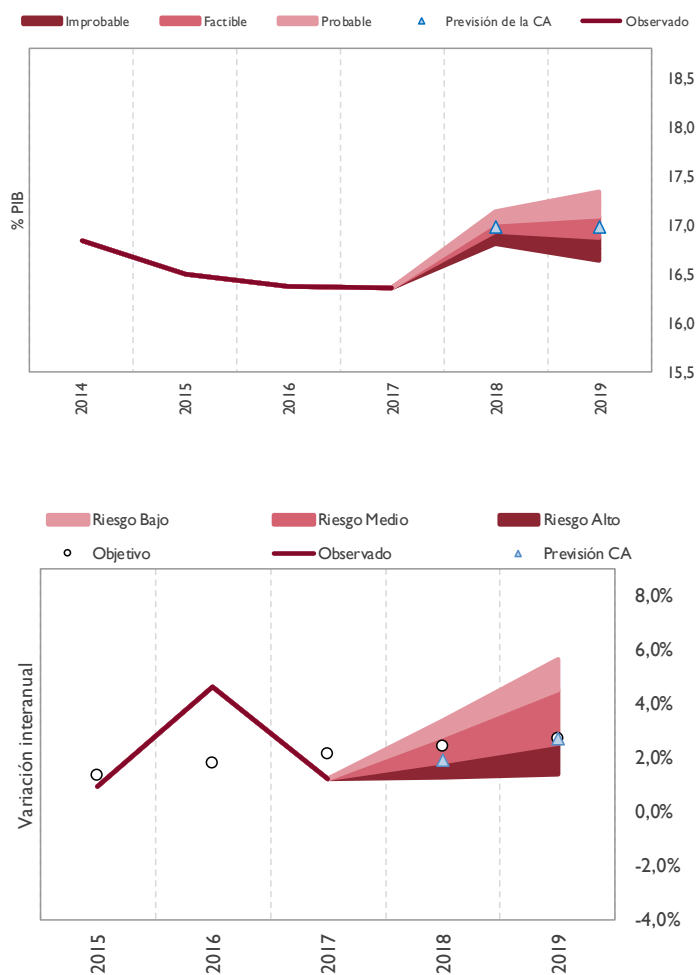 Improbable Factible Probable Previsión de la CA Observado
% PIB
18,5
18,0
17,5
17,0
16,5
16,0
15,5
2014 2015 2016 2017 2018 2019
Riesgo Bajo Riesgo Medio Riesgo Alto
Objetivo Observado Previsión CA
Variación interanual
8,0%
6,0%
4,0%
2,0%
0,0%
-2,0%
-4,0%
2015 2016 2017 2018 2019